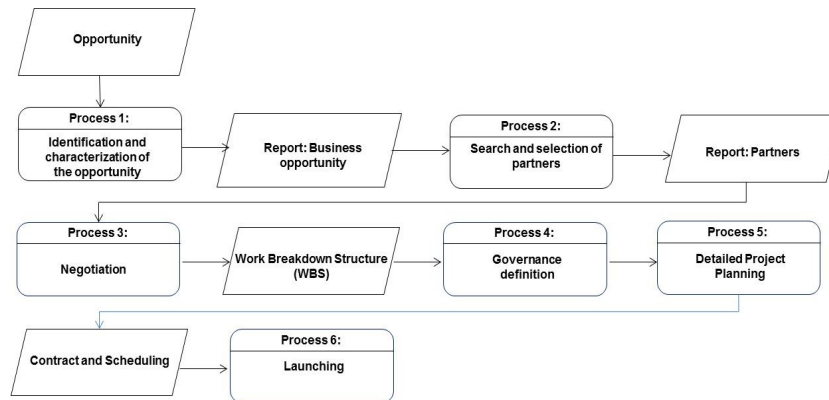 Opportunity
Process 1:
Identification and
characterization of
the opportunity
Report: Business
opportunity
Process 2:
Search and selection of
partners
Report: Partners
Process 3:
Negotiation
Work Breakdown Structure
(WBS)
Process 4:
Governance
definition
Process 5:
Detailed Project
Planning
Contract and Scheduling
Process 6:
Launching